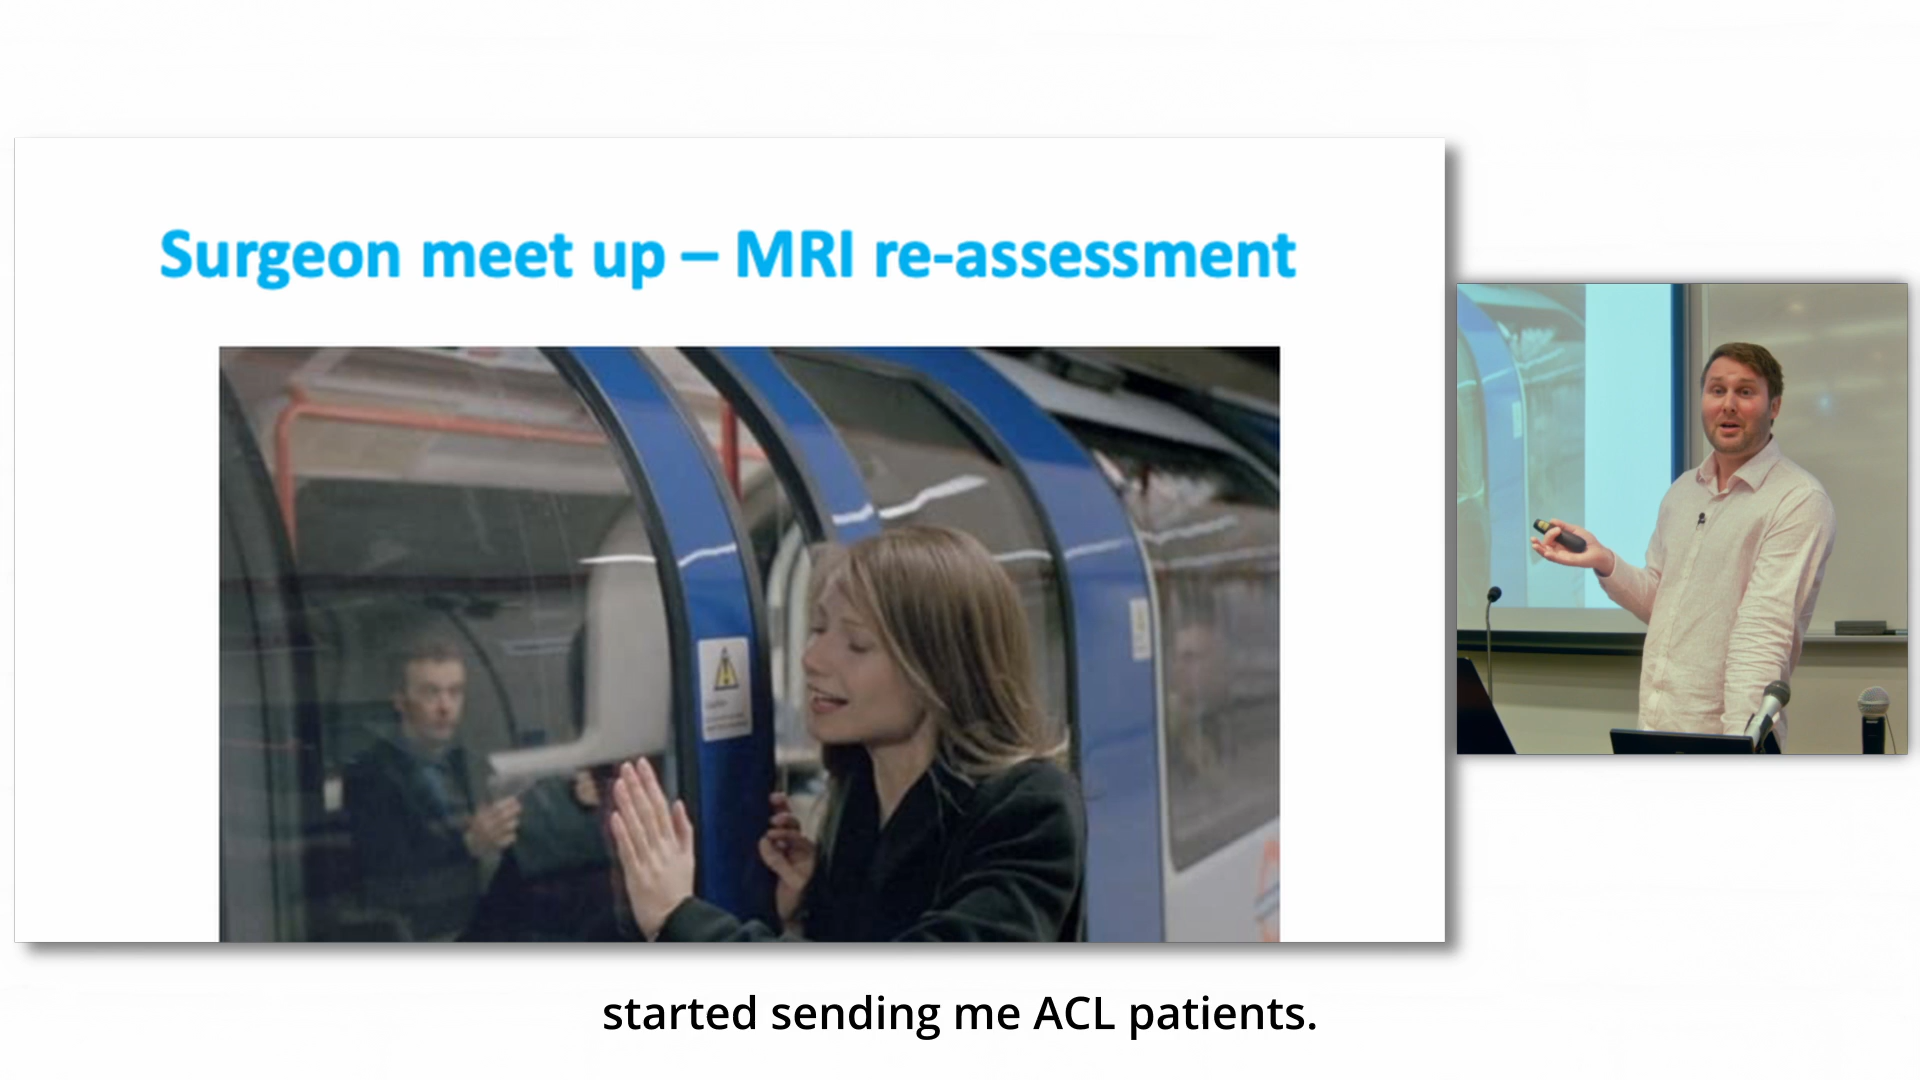 Surgeon meet up – MRI re-assessment
started sending me ACL patients.